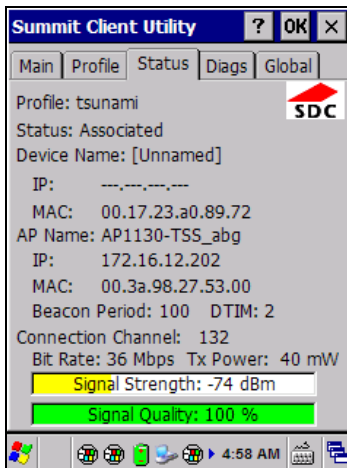 Summit Client Utility ? OK ×
Main Profile Status Diags Global
Profile: tsunami
SDC
Status: Associated
Device Name: [Unnamed]
IP: ---.---.---.---
MAC: 00.17.23.a0.89.72
AP Name: AP1130-TSS_abg
IP: 172.16.12.202
MAC: 00.3a.98.27.53.00
Beacon Period: 100 DTIM: 2
Connection Channel: 132
Bit Rate: 36 Mbps Tx Power: 40 mW
Signal Strength: -74 dBm
Signal Quality: 100 %
4:58 AM